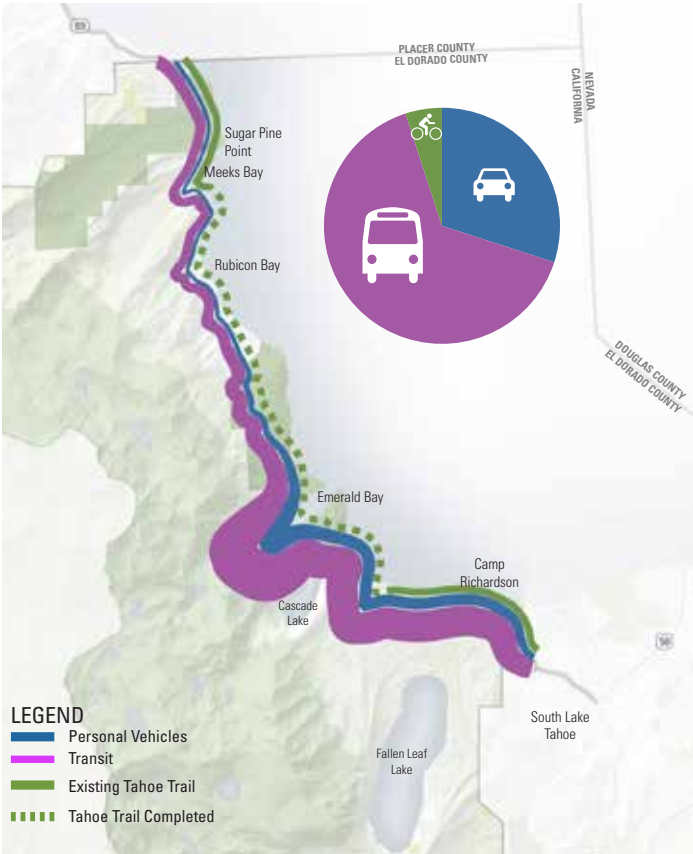 89
PLACER COUNTY
EL DORADO COUNTY
NEVADA
CALIFORNIA
Sugar Pine
Point
Meeks Bay
Rubicon Bay
DOUGLAS COUNTY
EL DORADO COUNTY
Emerald Bay
Camp
Richardson
Cascade
Lake
50
South Lake
Tahoe
Fallen Leaf
Lake
LEGEND
Personal Vehicles
Transit
Existing Tahoe Trail
Tahoe Trail Completed